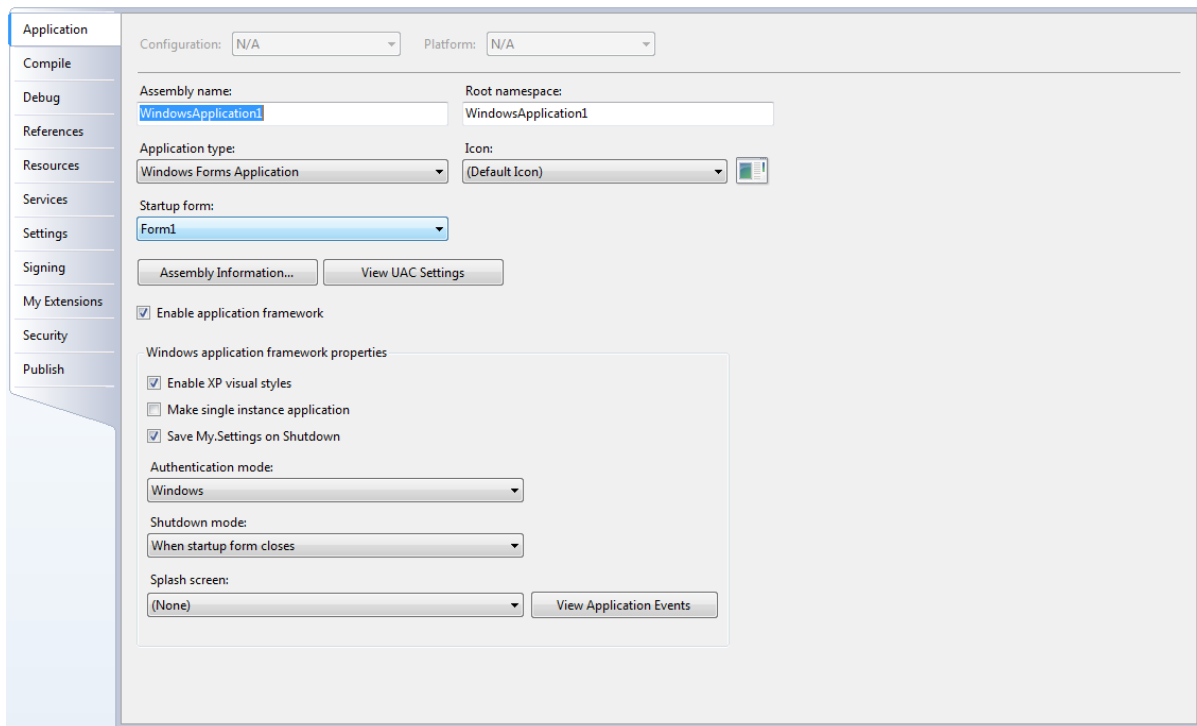 Application
Compile
Debug
References
Resources
Services
Settings
Signing
My Extensions
Security
Publish
Configuration: N/A Platform: N/A
Assembly name: Root namespace:
WindowsApplication1 WindowsApplication1
Application type: Icon:
Windows Forms Application (Default Icon)
Startup form:
Form1
Assembly Information... View UAC Settings
Enable application framework
Windows application framework properties
Enable XP visual styles
Make single instance application
Save My.Settings on Shutdown
Authentication mode:
Windows
Shutdown mode:
When startup form closes
Splash screen:
(None) View Application Events